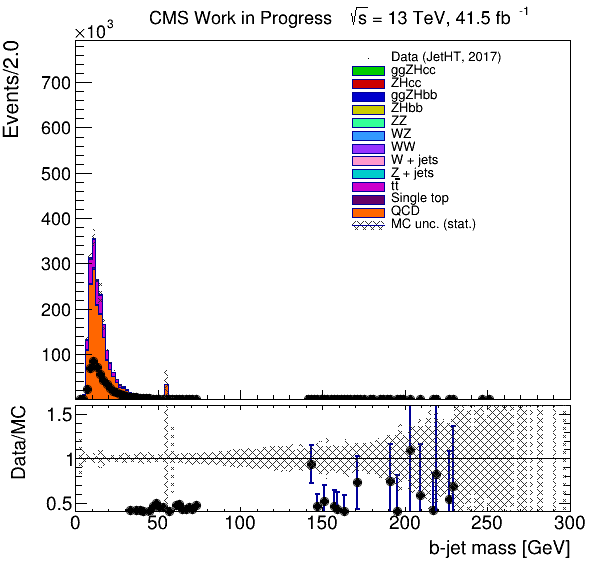 CMS Work in Progress √s = 13 TeV, 41.5 fb⁻¹
×10³
Events/2.0
700
600
500
400
300
200
100
Data (JetHT, 2017)
ggZHcc
ZHcc
ggZHbb
ZHbb
ZZ
WZ
WW
W + jets
Z + jets
tt̅
Single top
QCD
MC unc. (stat.)
Data/MC
1.5
1
0.5
0 50 100 150 200 250 300
b-jet mass [GeV]